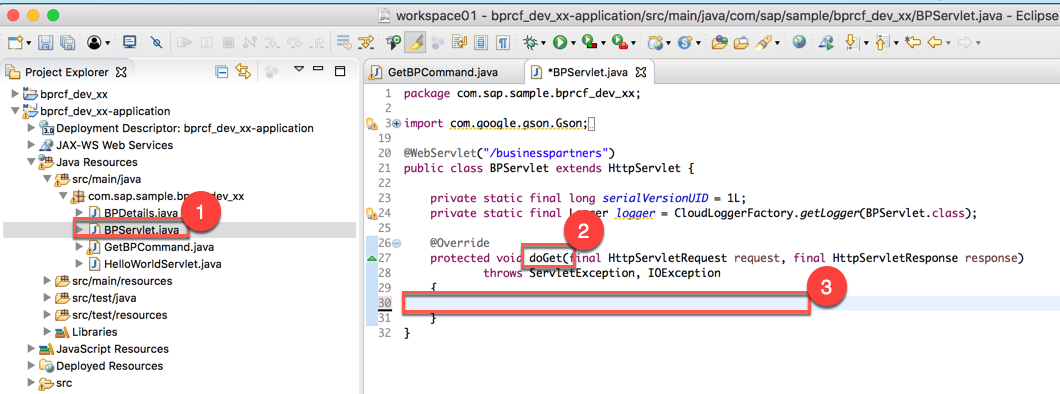 workspace01 - bprcf_dev_xx-application/src/main/java/com/sap/sample/bprcf_dev_xx/BPServlet.java - Eclipse
Project Explorer
bprcf_dev_xx
bprcf_dev_xx-application
Deployment Descriptor: bprcf_dev_xx-application
JAX-WS Web Services
Java Resources
src/main/java
com.sap.sample.bp xx
BPDetails.java
1
BPServlet.java
GetBPCommand.java
HelloWorldServlet.java
src/main/resources
src/test/java
src/test/resources
Libraries
JavaScript Resources
Deployed Resources
src
GetBPCommand.java
*BPServlet.java
1 package com.sap.sample.bprcf_dev_xx;
2
3 import com.google.gson.Gson;
19
20 @WebServlet("/businesspartners")
21 public class BPServlet extends HttpServlet {
22
23 private static final long serialVersionUID = 1L;
24 private static final Logger logger = CloudLoggerFactory.getLogger(BPServlet.class);
25
2
26 @Override
27 protected void doGet(final HttpServletRequest request, final HttpServletResponse response)
28 throws ServletException, IOException
29 {
3
30
31 }
32 }